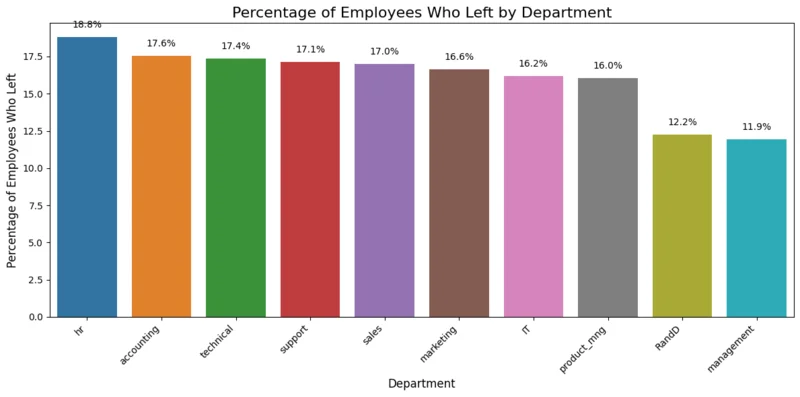 Percentage of Employees Who Left by Department
18.8%
17.6%
17.4%
17.1%
17.0%
16.6%
16.2%
16.0%
12.2%
11.9%
Percentage of Employees Who Left
17.5
15.0
12.5
10.0
7.5
5.0
2.5
0.0
hr
accounting
technical
support
sales
marketing
IT
product_mng
RandD
management
Department